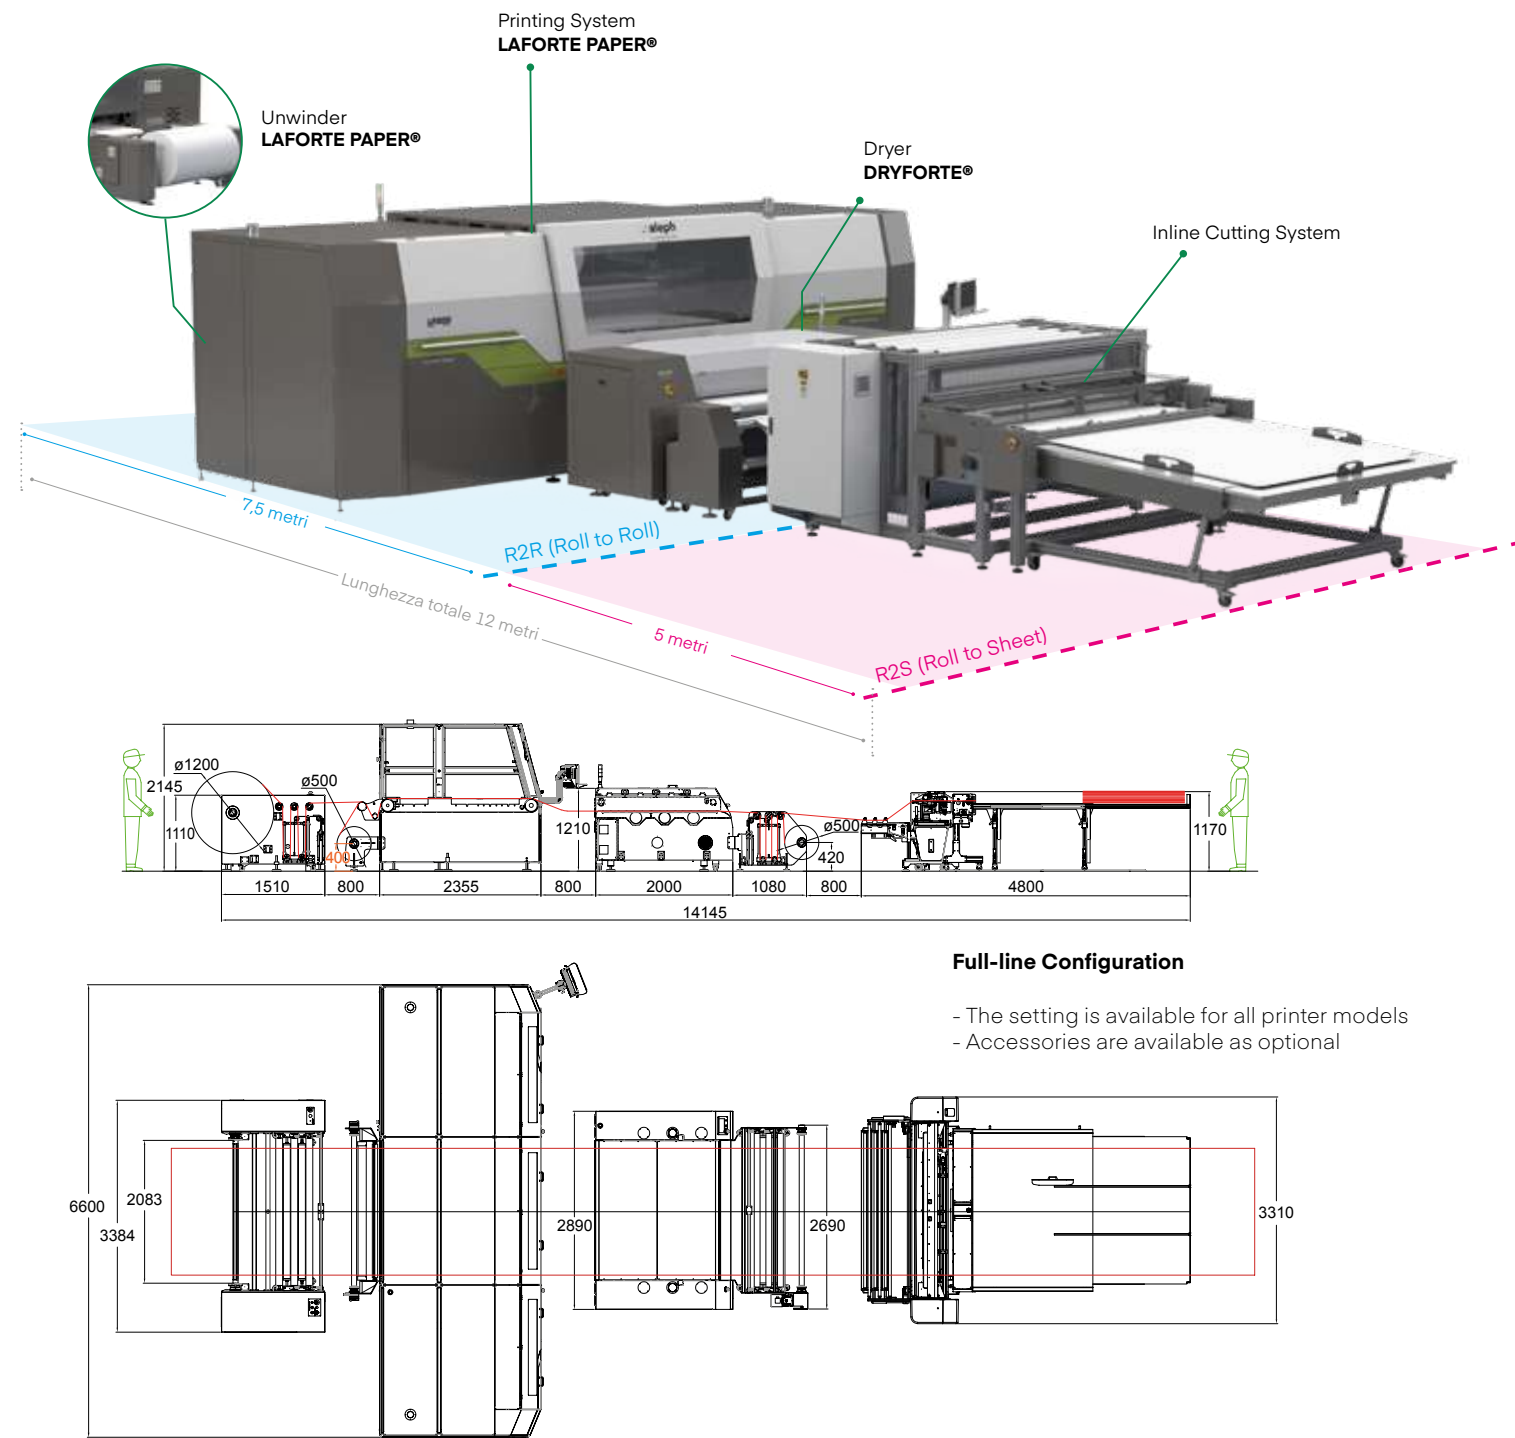 Printing System
LAFORTE PAPER®
Unwinder
LAFORTE PAPER®
Dryer
DRYFORTE®
Inline Cutting System
aleph
aleph
7,5 metri
R2R (Roll to Roll)
Lunghezza totale 12 metri
5 metri
R2S (Roll to Sheet)
ø1200
2145
1110
ø500
400
1210
ø500
420
1170
1510
800
2355
800
2000
1080
800
4800
14145
Full-line Configuration
- The setting is available for all printer models
- Accessories are available as optional
6600
3384
2083
2890
2690
3310